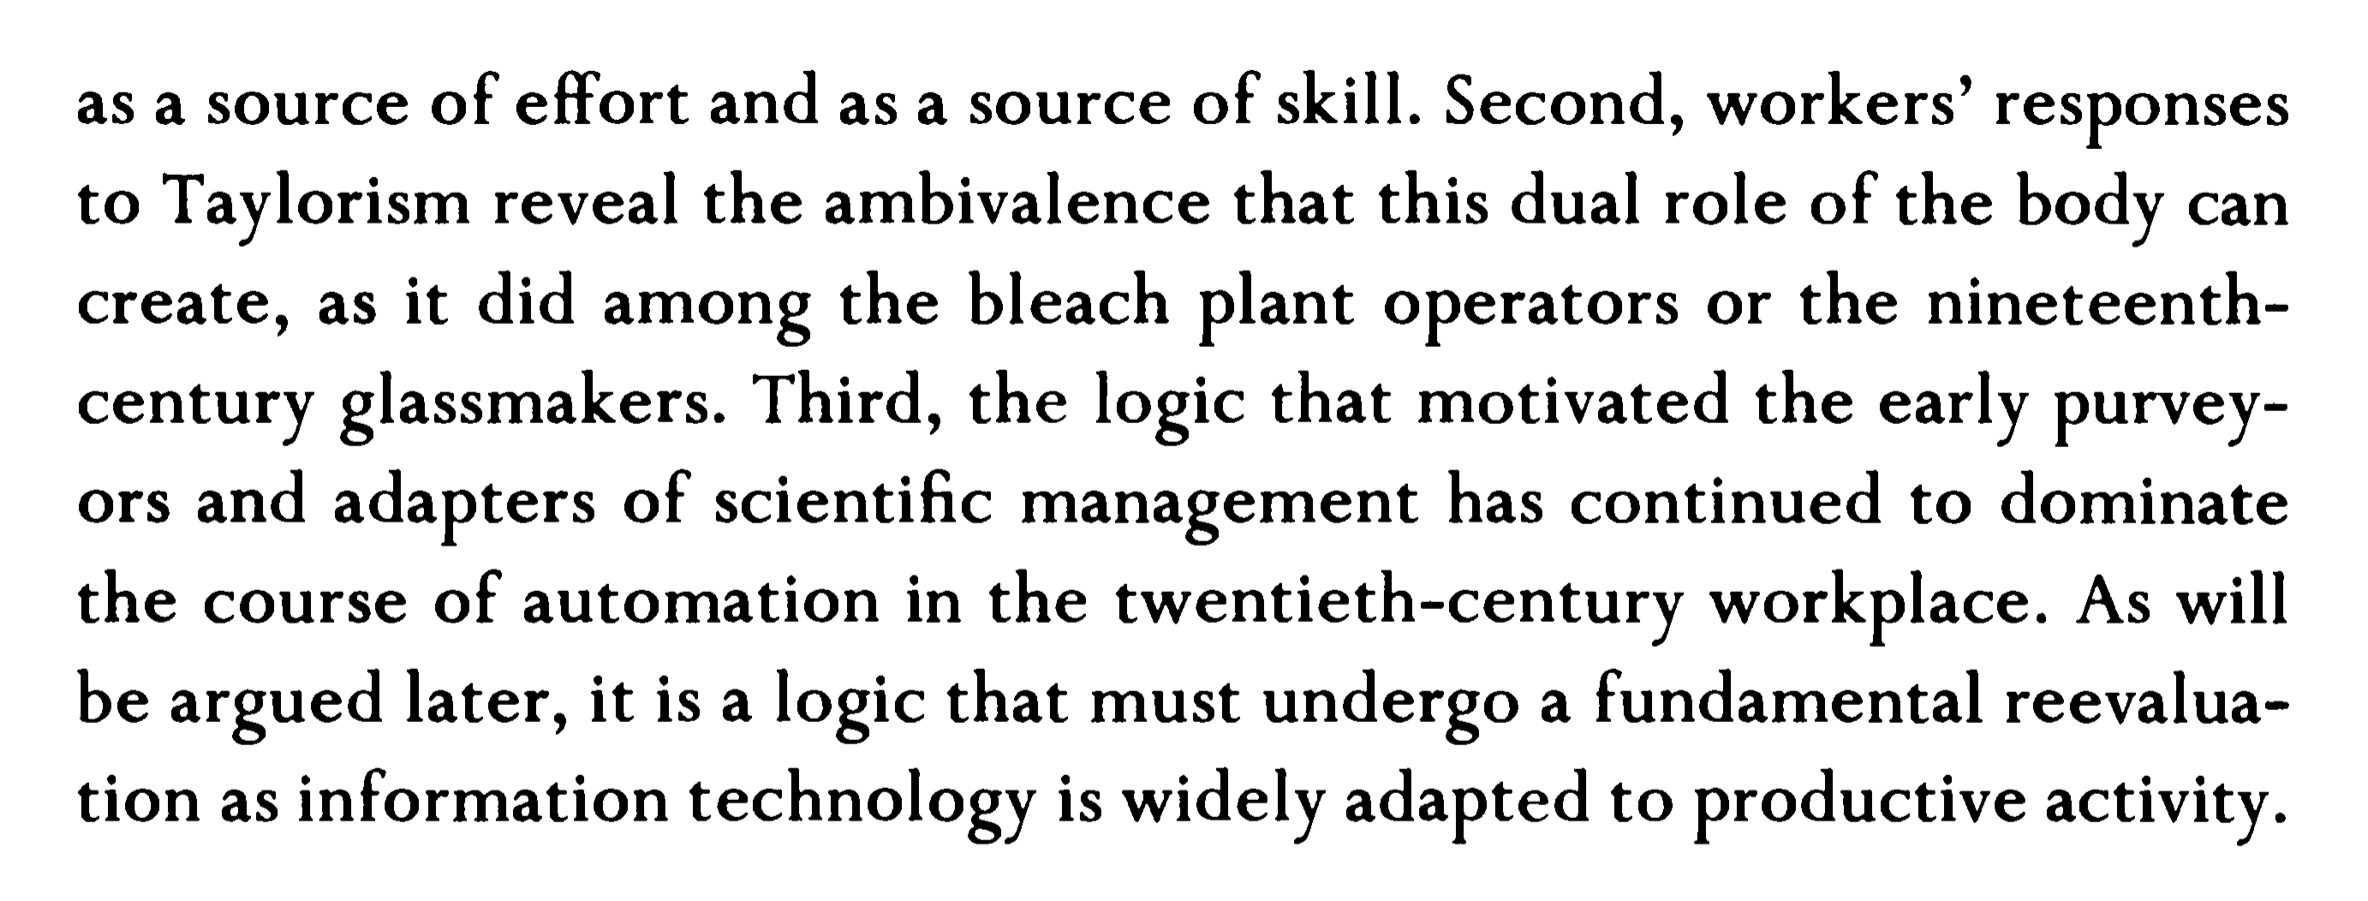 as a source of effort and as a source of skill. Second, workers’ responses
to Taylorism reveal the ambivalence that this dual role of the body can
create, as it did among the bleach plant operators or the nineteenth-
century glassmakers. Third, the logic that motivated the early purvey-
ors and adapters of scientific management has continued to dominate
the course of automation in the twentieth-century workplace. As will
be argued later, it is a logic that must undergo a fundamental reevalua-
tion as information technology is widely adapted to productive activity.